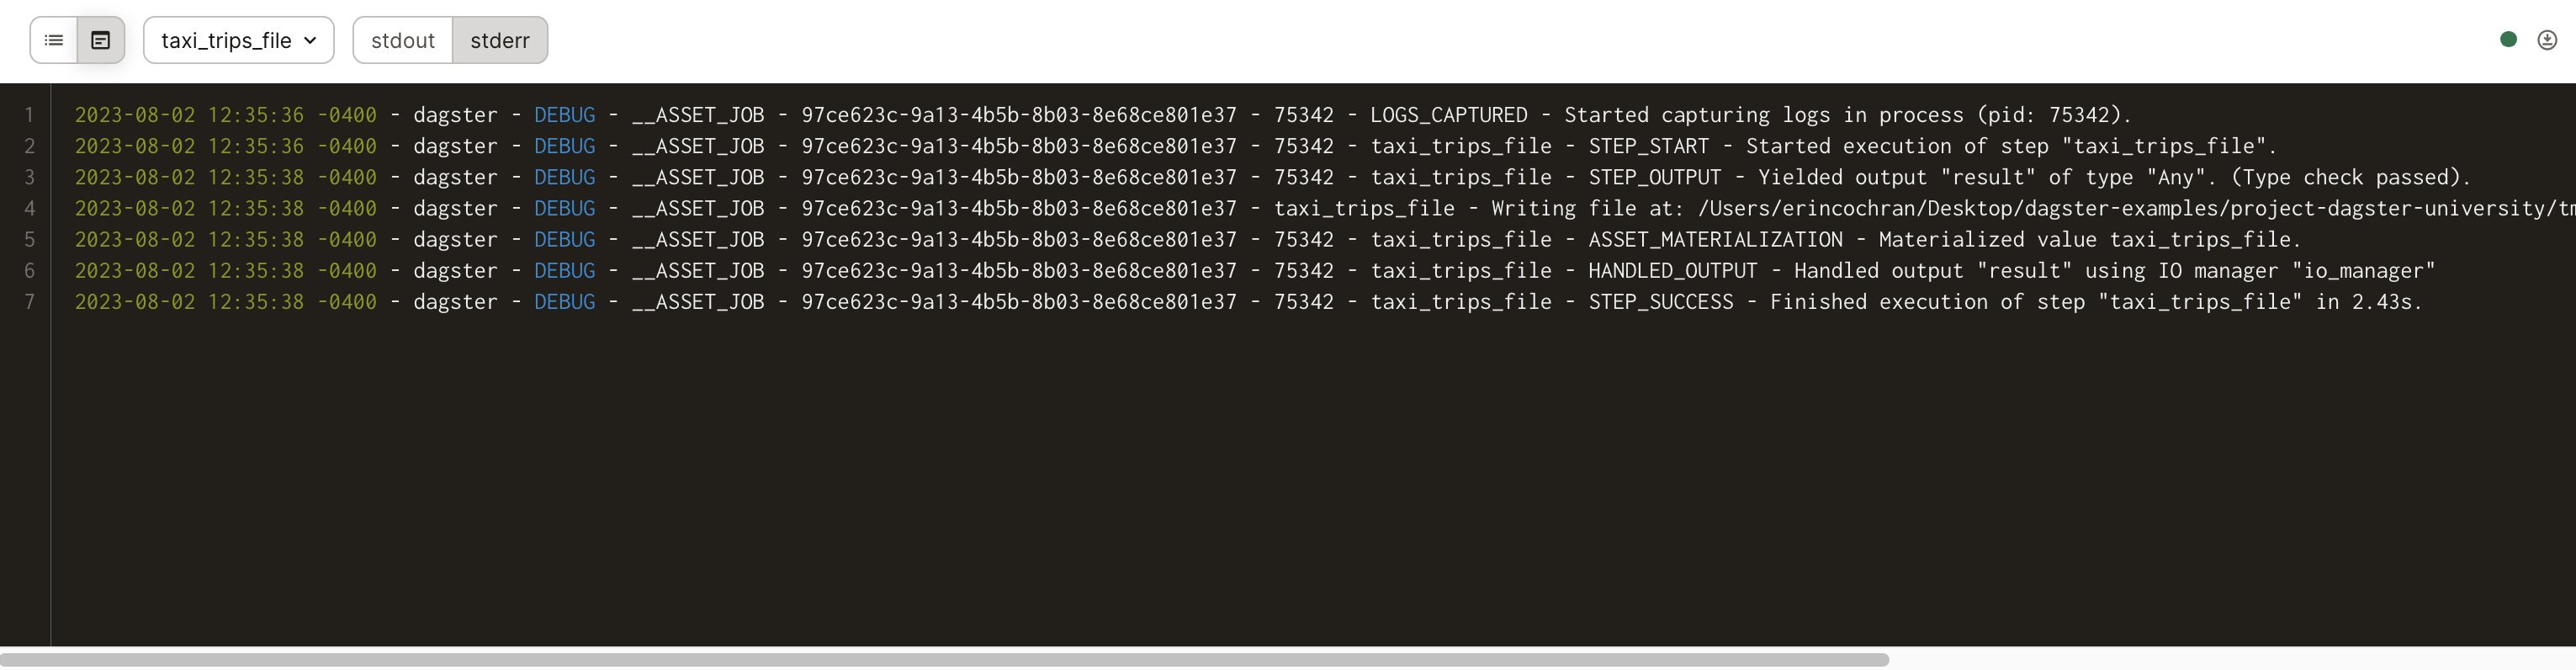 taxi_trips_file stdout stderr
1 2023-08-02 12:35:36 -0400 - dagster - DEBUG - __ASSET_JOB - 97ce623c-9a13-4b5b-8b03-8e68ce801e37 - 75342 - LOGS_CAPTURED - Started capturing logs in process (pid: 75342).
2 2023-08-02 12:35:36 -0400 - dagster - DEBUG - __ASSET_JOB - 97ce623c-9a13-4b5b-8b03-8e68ce801e37 - 75342 - taxi_trips_file - STEP_START - Started execution of step "taxi_trips_file".
3 2023-08-02 12:35:38 -0400 - dagster - DEBUG - __ASSET_JOB - 97ce623c-9a13-4b5b-8b03-8e68ce801e37 - 75342 - taxi_trips_file - STEP_OUTPUT - Yielded output "result" of type "Any". (Type check passed).
4 2023-08-02 12:35:38 -0400 - dagster - DEBUG - __ASSET_JOB - 97ce623c-9a13-4b5b-8b03-8e68ce801e37 - taxi_trips_file - Writing file at: /Users/erincochran/Desktop/dagster-examples/project-dagster-university/tm
5 2023-08-02 12:35:38 -0400 - dagster - DEBUG - __ASSET_JOB - 97ce623c-9a13-4b5b-8b03-8e68ce801e37 - 75342 - taxi_trips_file - ASSET_MATERIALIZATION - Materialized value taxi_trips_file.
6 2023-08-02 12:35:38 -0400 - dagster - DEBUG - __ASSET_JOB - 97ce623c-9a13-4b5b-8b03-8e68ce801e37 - 75342 - taxi_trips_file - HANDLED_OUTPUT - Handled output "result" using IO manager "io_manager"
7 2023-08-02 12:35:38 -0400 - dagster - DEBUG - __ASSET_JOB - 97ce623c-9a13-4b5b-8b03-8e68ce801e37 - 75342 - taxi_trips_file - STEP_SUCCESS - Finished execution of step "taxi_trips_file" in 2.43s.